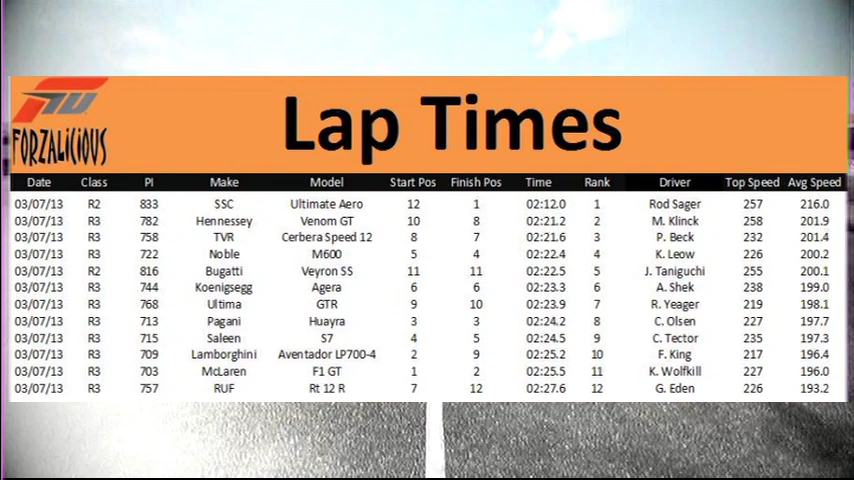 Lap Times
FORZALICIOUS
Date Class PI Make Model Start Pos Finish Pos Time Rank Driver Top Speed Avg Speed
03/07/13 R2 833 SSC Ultimate Aero 12 1 02:12.0 1 Rod Sager 257 216.0
03/07/13 R3 782 Hennessey Venom GT 10 8 02:21.2 2 M. Klinck 258 201.9
03/07/13 R3 758 TVR Cerbera Speed 12 8 7 02:21.6 3 P. Beck 232 201.4
03/07/13 R3 722 Noble M600 5 4 02:22.4 4 K. Leow 226 200.2
03/07/13 R2 816 Bugatti Veyron SS 11 11 02:22.5 5 J. Taniguchi 255 200.1
03/07/13 R3 744 Koenigsegg Agera 6 6 02:23.3 6 A. Shek 238 199.0
03/07/13 R3 768 Ultima GTR 9 10 02:23.9 7 R. Yeager 219 198.1
03/07/13 R3 713 Pagani Huayra 3 3 02:24.2 8 C. Olsen 227 197.7
03/07/13 R3 715 Saleen S7 4 5 02:24.5 9 C. Tector 235 197.3
03/07/13 R3 709 Lamborghini Aventador LP700-4 2 9 02:25.2 10 F. King 217 196.4
03/07/13 R3 703 McLaren F1 GT 1 2 02:25.5 11 K. Wolfkill 227 196.0
03/07/13 R3 757 RUF Rt 12 R 7 12 02:27.6 12 G. Eden 226 193.2